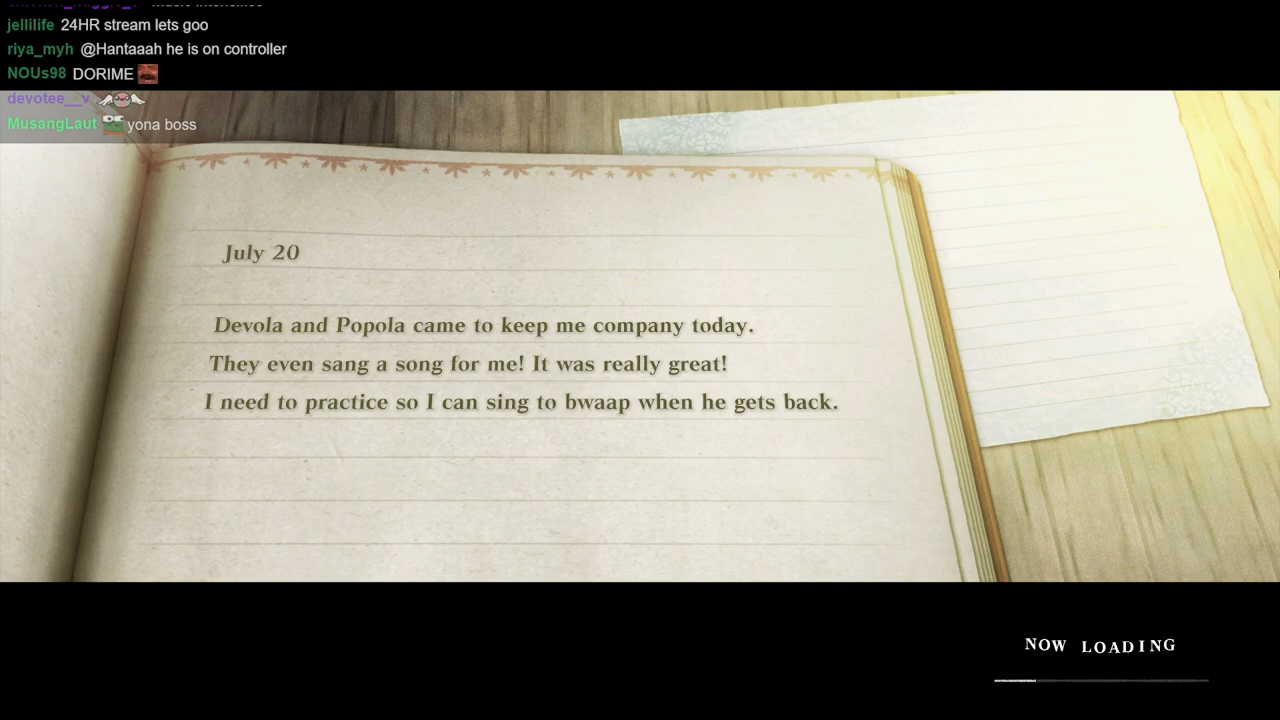 jellilife 24HR stream lets goo
riya_myh @Hantaaah he is on controller
NOUs98 DORIME
devotee__v
MusangLaut yona boss
July 20
Devola and Popola came to keep me company today.
They even sang a song for me! It was really great!
I need to practice so I can sing to bwaap when he gets back.
NOW LOADING